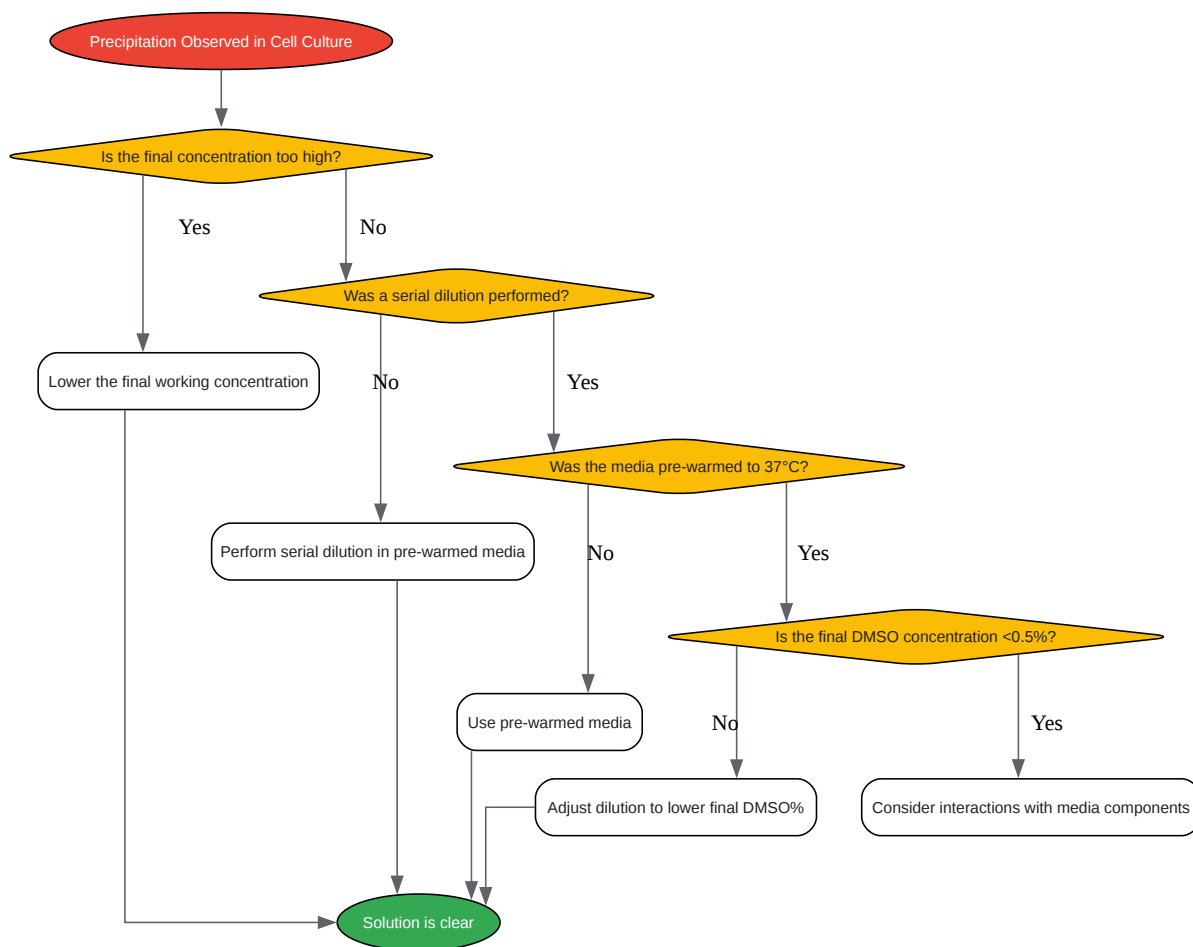 Precipitation Observed in Cell Culture
Is the final concentration too high?
Yes
No
Was a serial dilution performed?
Lower the final working concentration
No
Yes
Was the media pre-warmed to 37°C?
Perform serial dilution in pre-warmed media
No
Yes
Is the final DMSO concentration <0.5%?
Use pre-warmed media
No
Yes
Adjust dilution to lower final DMSO%
Consider interactions with media components
Solution is clear